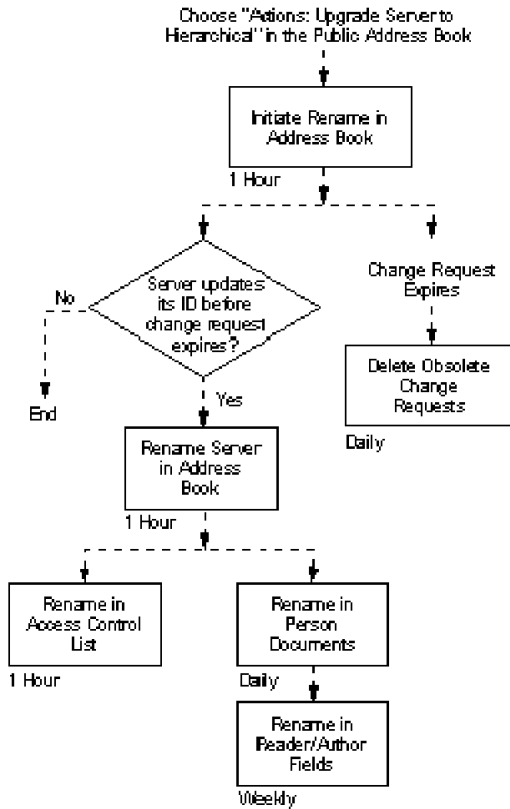 Choose "Actions: Upgrade Server to
Hierarchical" in the Public Address Book
Initiate Rename in
Address Book
1 Hour
Server updates
its ID before
change request
expires?
No
End
Yes
Change Request
Expires
Delete Obsolete
Change
Requests
Daily
Rename Server
in Address
Book
1 Hour
Rename in
Access Control
List
1 Hour
Rename in
Person
Documents
Daily
Rename in
Reader/Author
Fields
Weekly